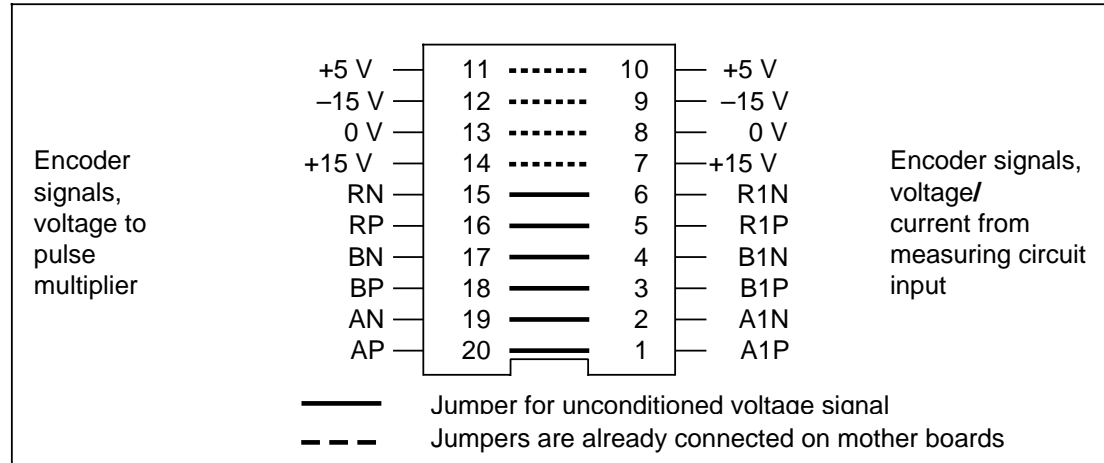 +5 V 11 10 +5 V
–15 V 12 9 –15 V
0 V 13 8 0 V
+15 V 14 7 +15 V
RN 15 6 R1N
RP 16 5 R1P
BN 17 4 B1N
BP 18 3 B1P
AN 19 2 A1N
AP 20 1 A1P
Encoder
signals,
voltage to
pulse
multiplier
Encoder signals,
voltage/
current from
measuring circuit
input
Jumper for unconditioned voltage signal
Jumpers are already connected on mother boards